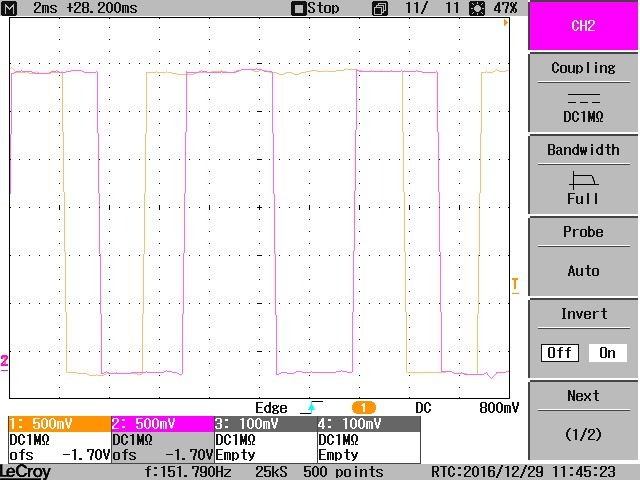 M 2ms +28.200ms Stop 11/ 11 47%
CH2
Coupling
DC1MΩ
Bandwidth
Full
Probe
Auto
T
Invert
Off On
2
Next
(1/2)
Edge 1 DC 800mV
1: 500mV 2: 500mV 3: 100mV 4: 100mV
DC1MΩ DC1MΩ DC1MΩ DC1MΩ
ofs -1.70V ofs -1.70V Empty Empty
LeCroy f:151.790Hz 25kS 500 points RTC:2016/12/29 11:45:23